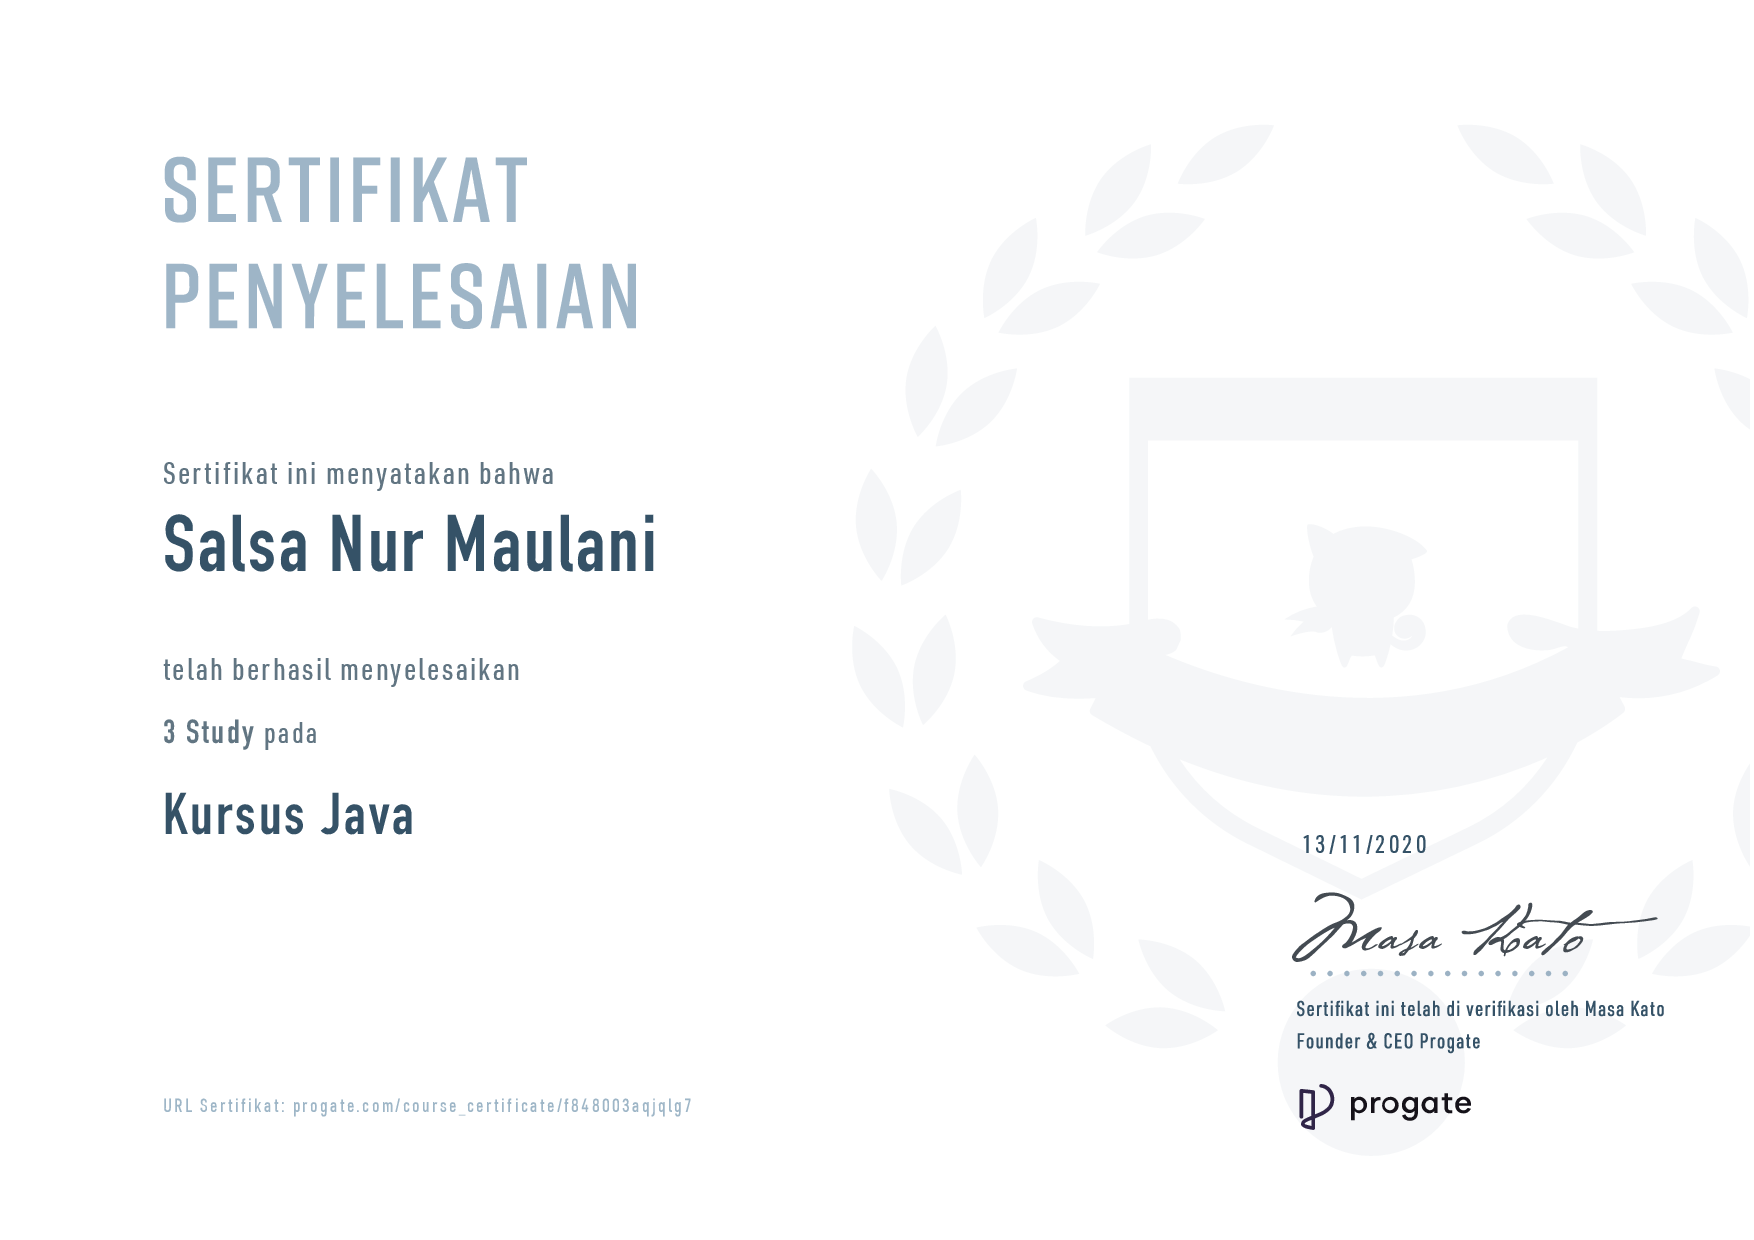 SERTIFIKAT
PENYELESAIAN
Sertifikat ini menyatakan bahwa
Salsa Nur Maulani
telah berhasil menyelesaikan
3 Study pada
Kursus Java
13/11/2020
Masa Kato
Sertifikat ini telah di verifikasi oleh Masa Kato
Founder & CEO Progate
progate
URL Sertifikat: progate.com/course_certificate/f848003aqjqlg7